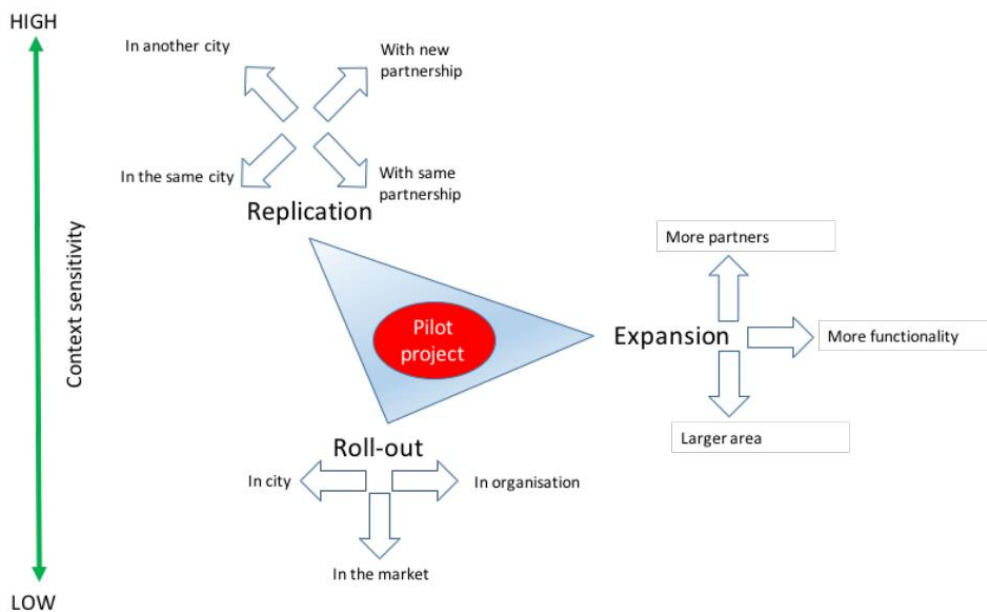 HIGH
In another city
With new
partnership
In the same city
With same
partnership
Replication
Context sensitivity
More partners
Pilot
project
Expansion
More functionality
Larger area
Roll-out
In city
In organisation
In the market
LOW